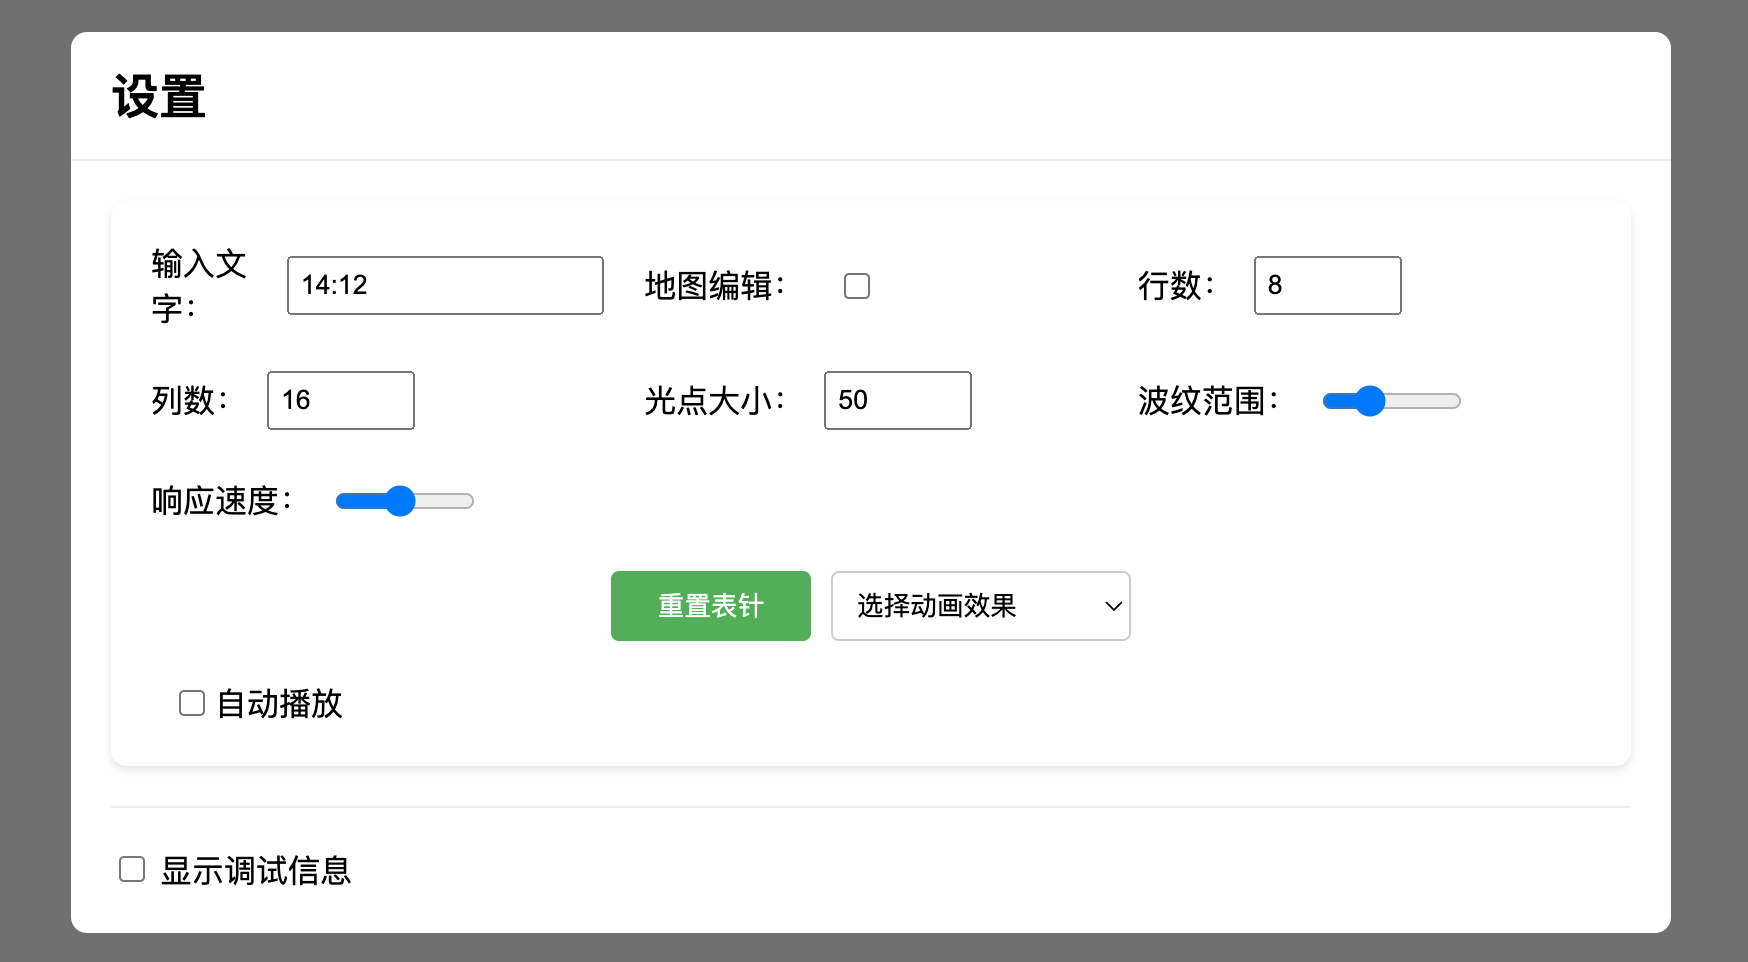 设置
输入文
字：
14:12
地图编辑：
行数：
8
列数：
16
光点大小：
50
波纹范围：
响应速度：
重置表针
选择动画效果
自动播放
显示调试信息